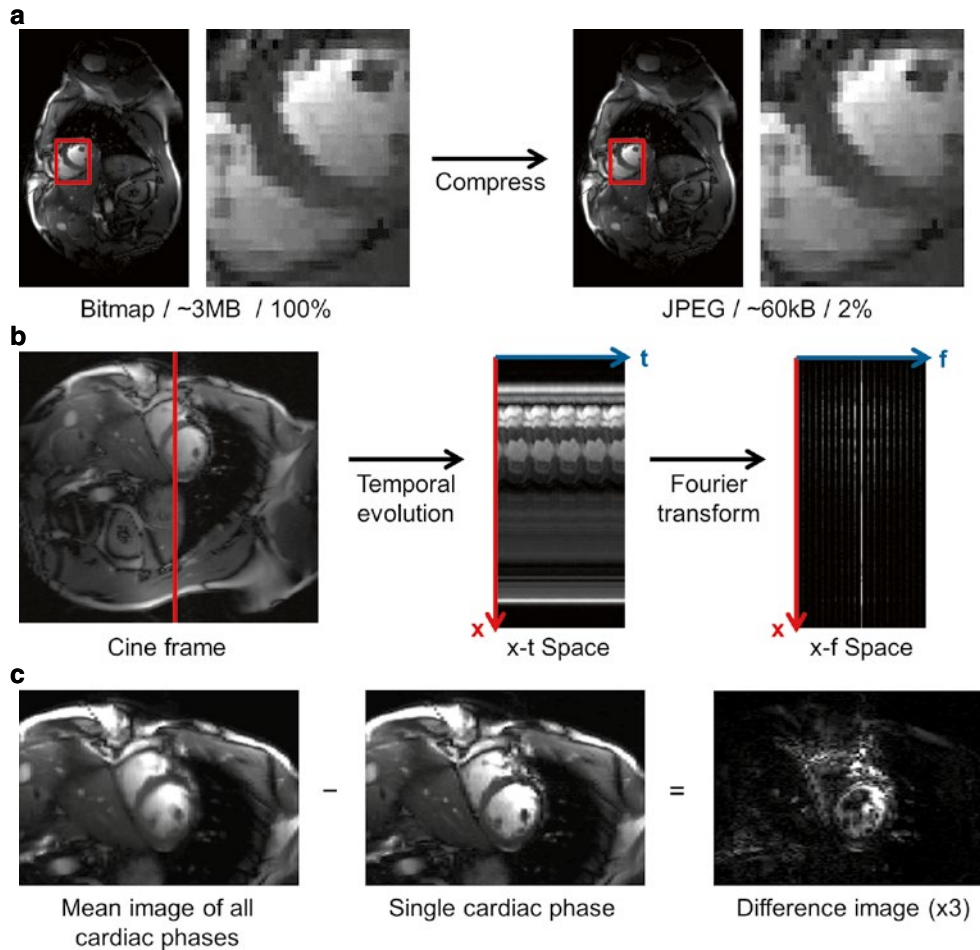 a
Compress
Bitmap / ~3MB / 100%
JPEG / ~60kB / 2%
b
t
f
Temporal
evolution
Fourier
transform
x
x
Cine frame
x-t Space
x-f Space
c
–
=
Mean image of all
cardiac phases
Single cardiac phase
Difference image (x3)